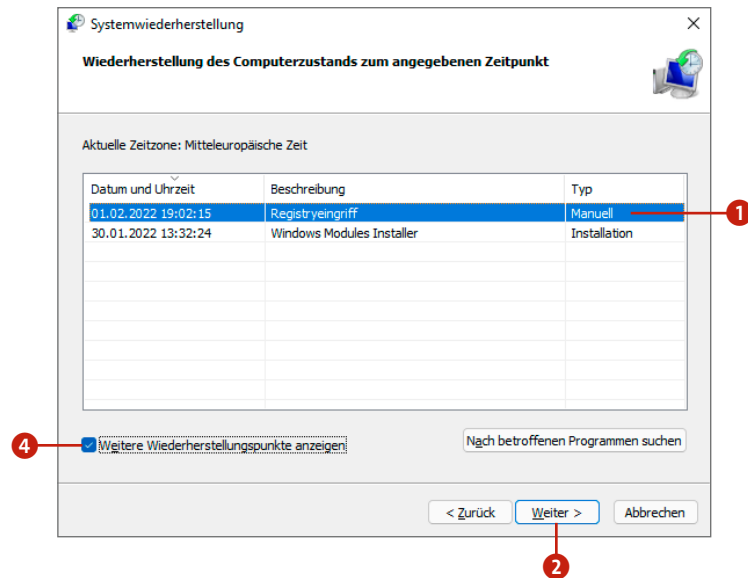 Systemwiederherstellung
Wiederherstellung des Computerzustands zum angegebenen Zeitpunkt
Aktuelle Zeitzone: Mitteleuropäische Zeit
Datum und Uhrzeit Beschreibung Typ
01.02.2022 19:02:15 Registryeingriff Manuell 1
30.01.2022 13:32:24 Windows Modules Installer Installation
4 Weitere Wiederherstellungspunkte anzeigen Nach betroffenen Programmen suchen
< Zurück Weiter > Abbrechen
2